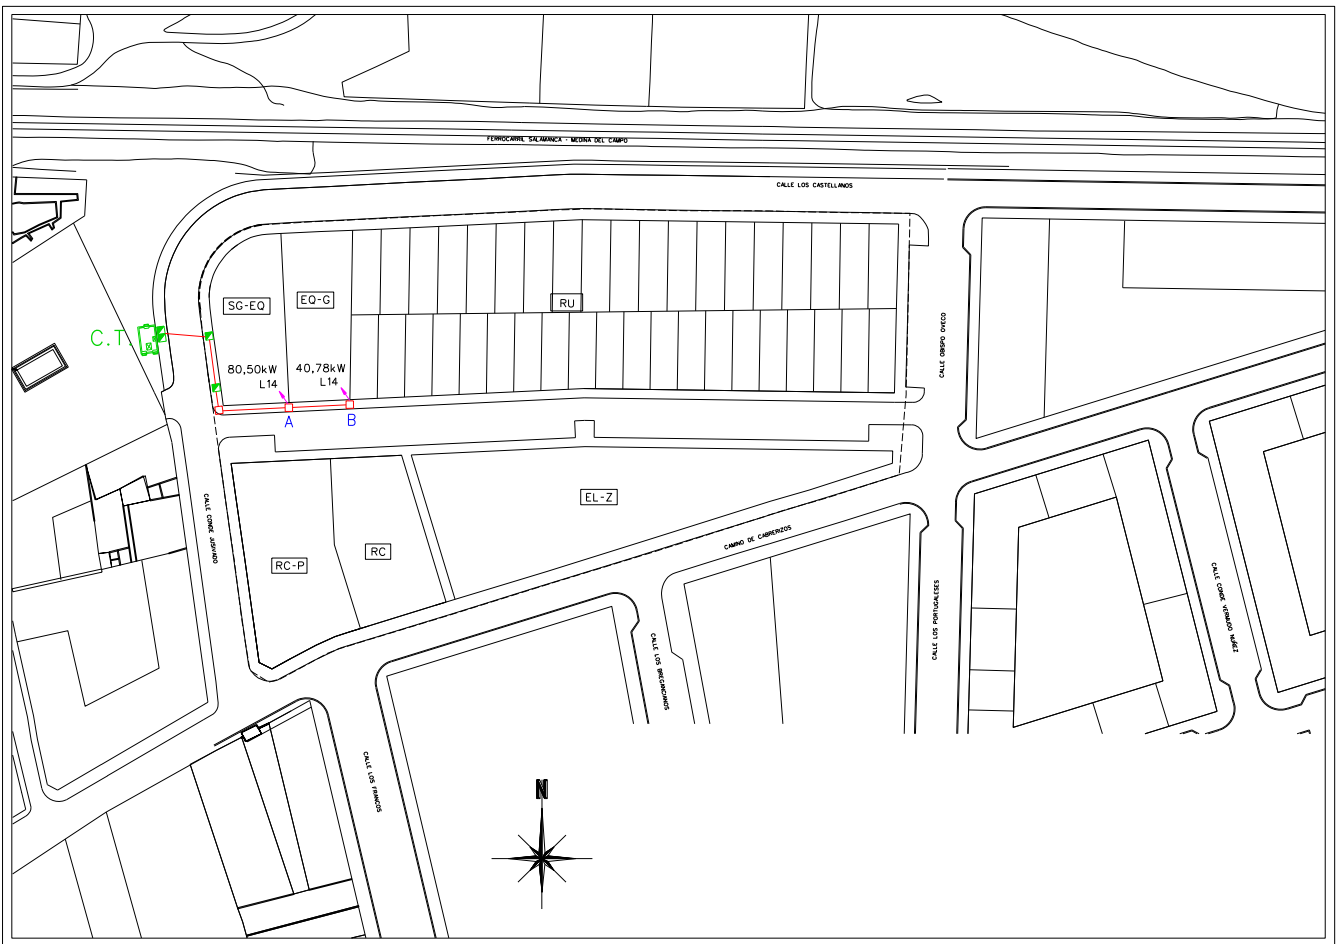 FERROCARRIL SALAMANCA - MEDINA DEL CAMPO
CALLE LOS CASTELLANOS
SG-EQ
EQ-G
RU
C.T.
CALLE OBISPO OVECO
80,50kW
L14
40,78kW
L14
A
B
EL-Z
CALLE CONDE JUSIVADO
RC
RC-P
CAMINO DE CABRERIZOS
CALLE LOS PORTUGALESES
CALLE CONDE VERMUDO NUÑEZ
CALLE LOS BREGANCIANOS
CALLE LOS FRANCOS
N